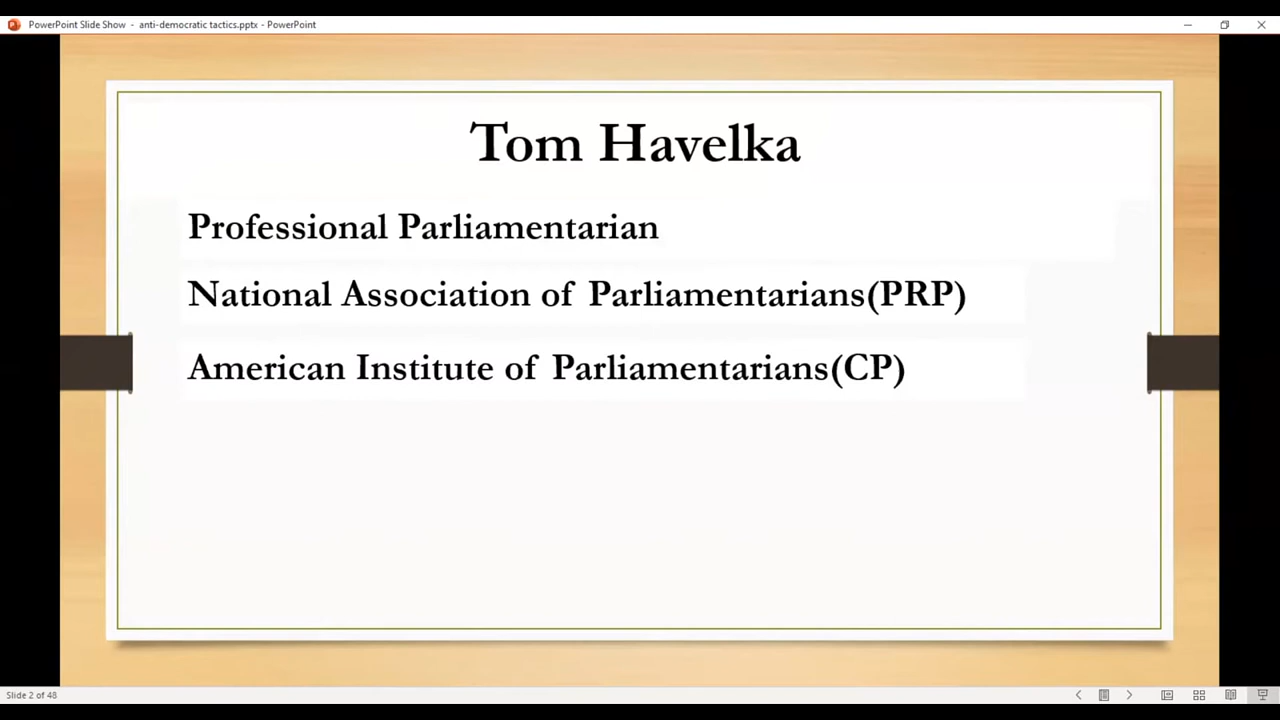 PowerPoint Slide Show - anti-democratic tactics.pptx - PowerPoint
Tom Havelka
Professional Parliamentarian
National Association of Parliamentarians(PRP)
American Institute of Parliamentarians(CP)
Slide 2 of 48